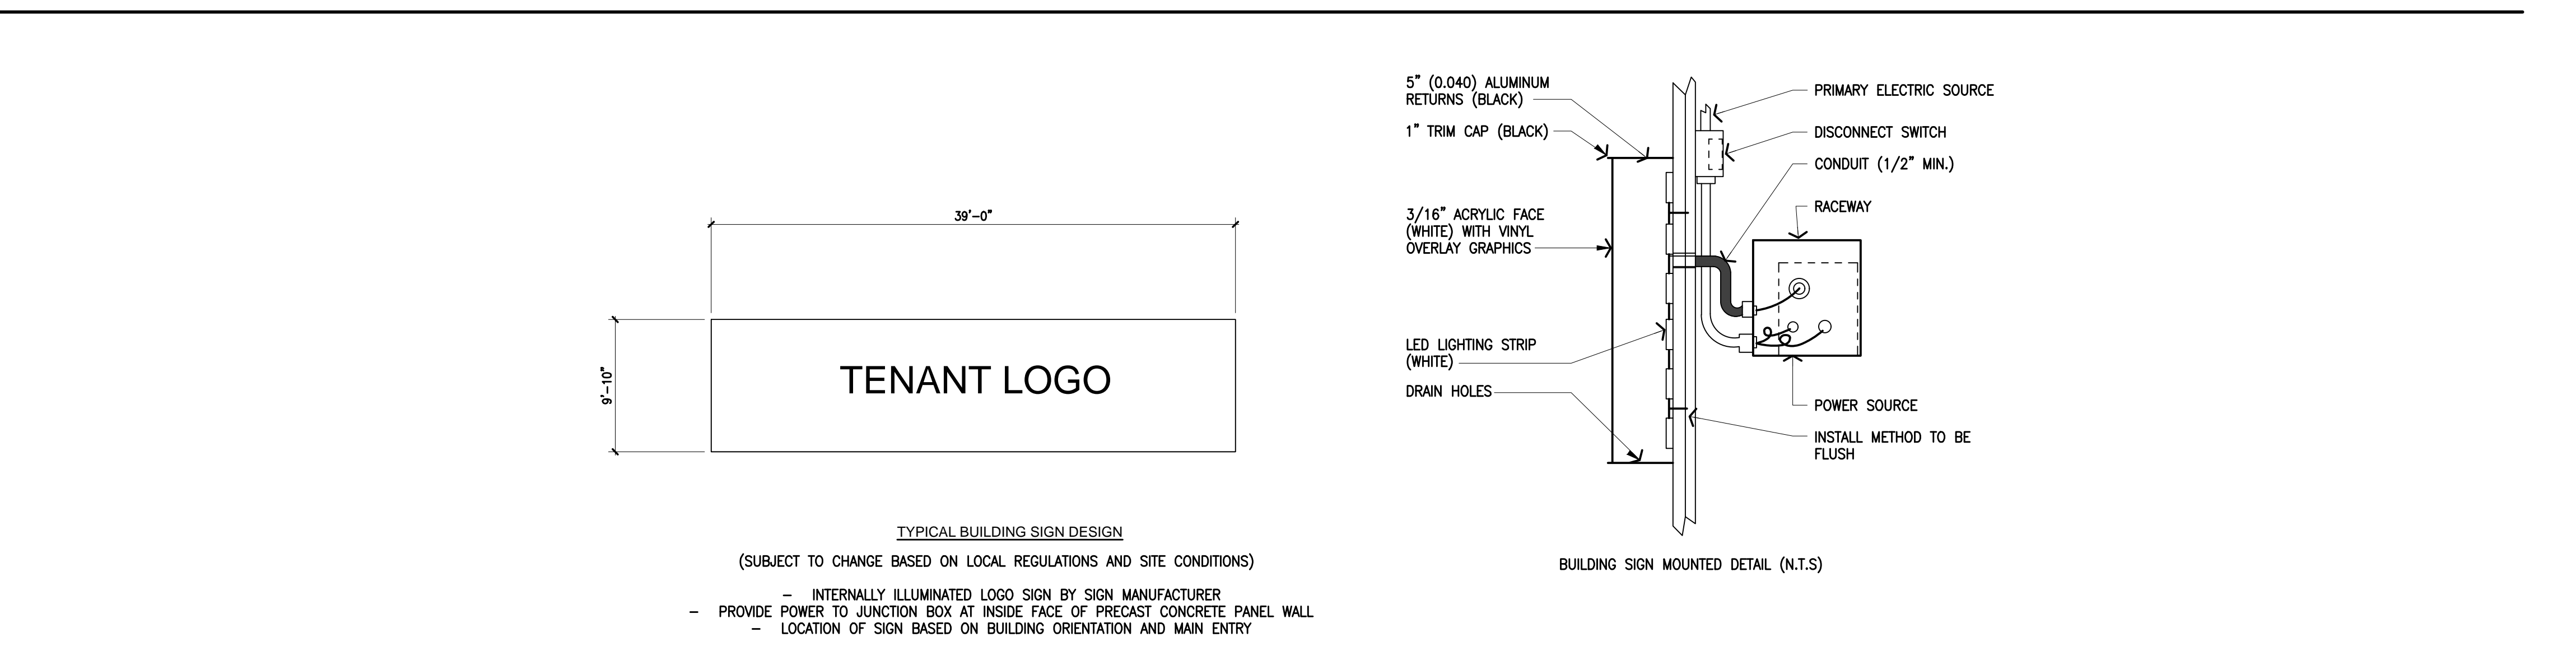 39'-0"
9'-10"
TENANT LOGO
TYPICAL BUILDING SIGN DESIGN
(SUBJECT TO CHANGE BASED ON LOCAL REGULATIONS AND SITE CONDITIONS)
– INTERNALLY ILLUMINATED LOGO SIGN BY SIGN MANUFACTURER
– PROVIDE POWER TO JUNCTION BOX AT INSIDE FACE OF PRECAST CONCRETE PANEL WALL
– LOCATION OF SIGN BASED ON BUILDING ORIENTATION AND MAIN ENTRY
5" (0.040) ALUMINUM
RETURNS (BLACK)
1" TRIM CAP (BLACK)
3/16" ACRYLIC FACE
(WHITE) WITH VINYL
OVERLAY GRAPHICS
LED LIGHTING STRIP
(WHITE)
DRAIN HOLES
PRIMARY ELECTRIC SOURCE
DISCONNECT SWITCH
CONDUIT (1/2" MIN.)
RACEWAY
POWER SOURCE
INSTALL METHOD TO BE
FLUSH
BUILDING SIGN MOUNTED DETAIL (N.T.S)